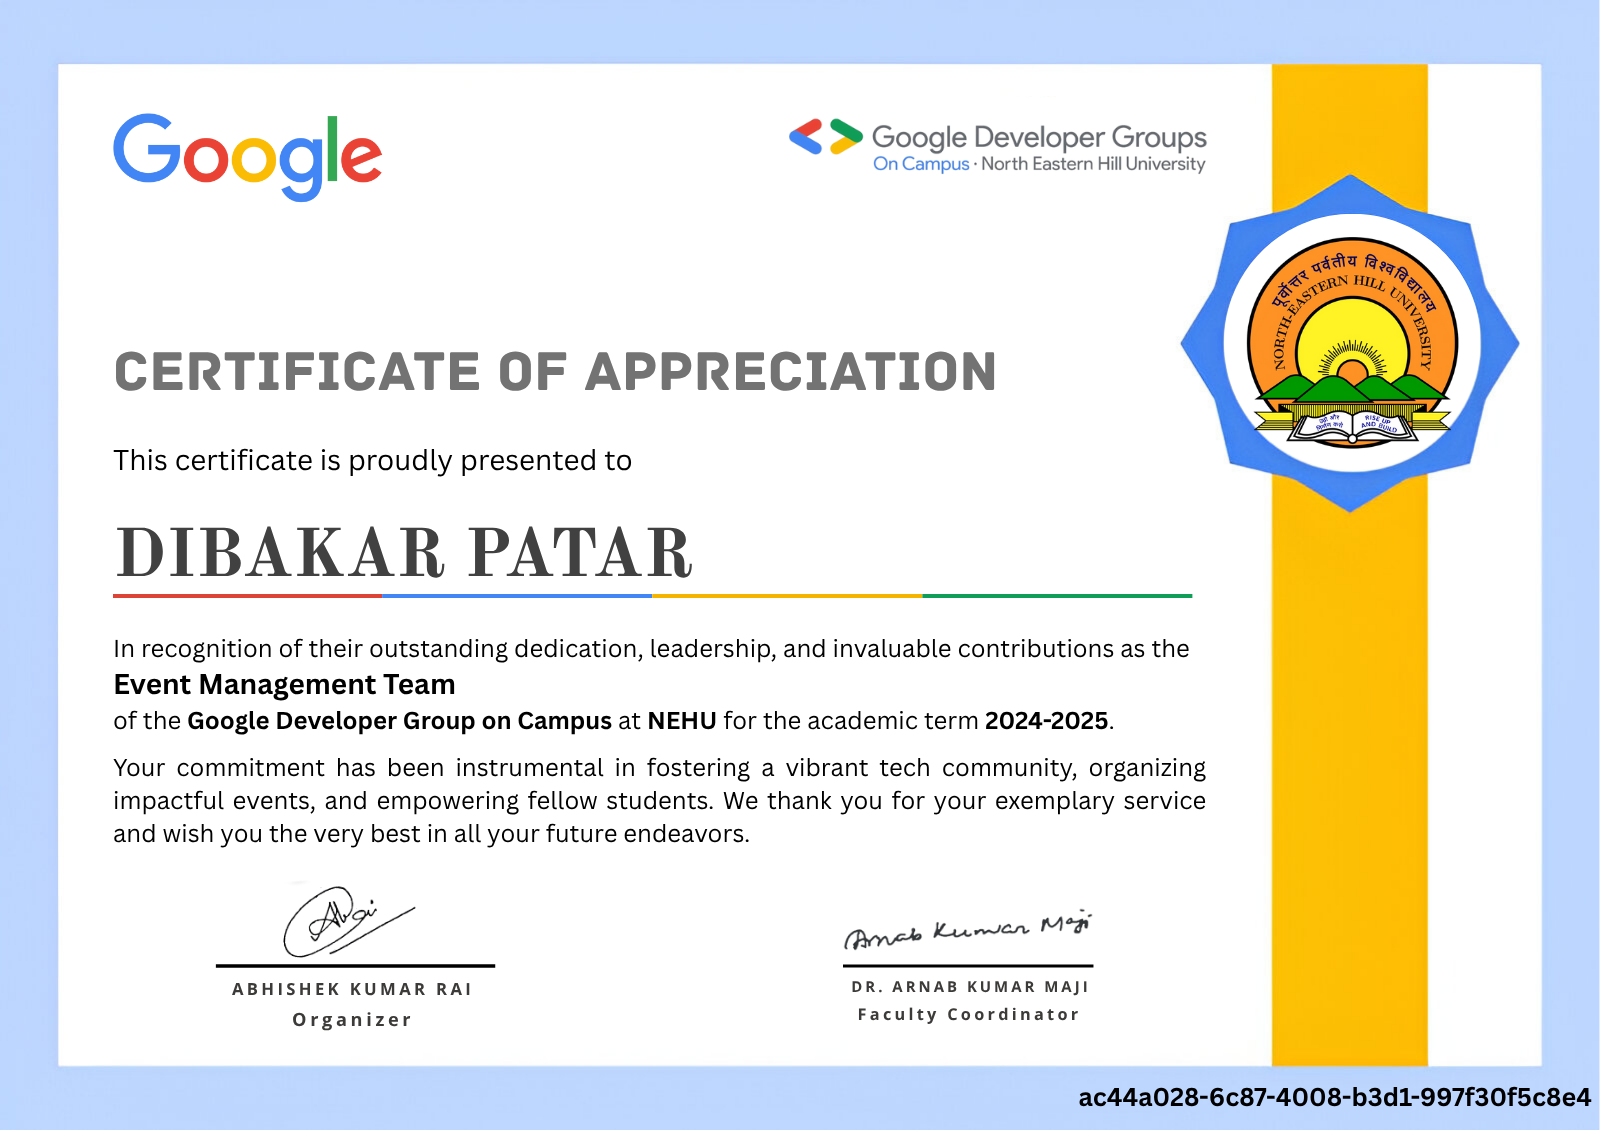 Google
Google Developer Groups
On Campus · North Eastern Hill University
पूर्वोत्तर पर्वतीय विश्वविद्यालय
NORTH-EASTERN HILL UNIVERSITY
RISE UP
AND BUILD
CERTIFICATE OF APPRECIATION
This certificate is proudly presented to
DIBAKAR PATAR
In recognition of their outstanding dedication, leadership, and invaluable contributions as the
Event Management Team
of the Google Developer Group on Campus at NEHU for the academic term 2024-2025.
Your commitment has been instrumental in fostering a vibrant tech community, organizing
impactful events, and empowering fellow students. We thank you for your exemplary service
and wish you the very best in all your future endeavors.
Arnab Kumar Maji
ABHISHEK KUMAR RAI
Organizer
DR. ARNAB KUMAR MAJI
Faculty Coordinator
ac44a028-6c87-4008-b3d1-997f30f5c8e4